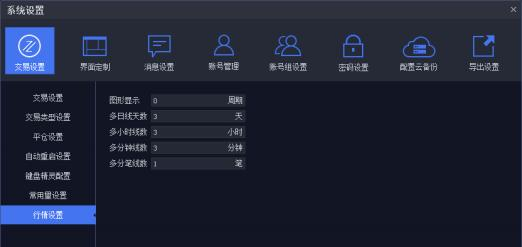 系统设置
交易设置 界面定制 消息设置 账号管理 账号组设置 密码设置 配置云备份 导出设置
交易设置
交易类型设置
平仓设置
自动重启设置
键盘精灵配置
常用量设置
行情设置
图形显示 0 周期
多日线天数 3 天
多小时线数 3 小时
多分钟线数 3 分钟
多分笔线数 1 笔